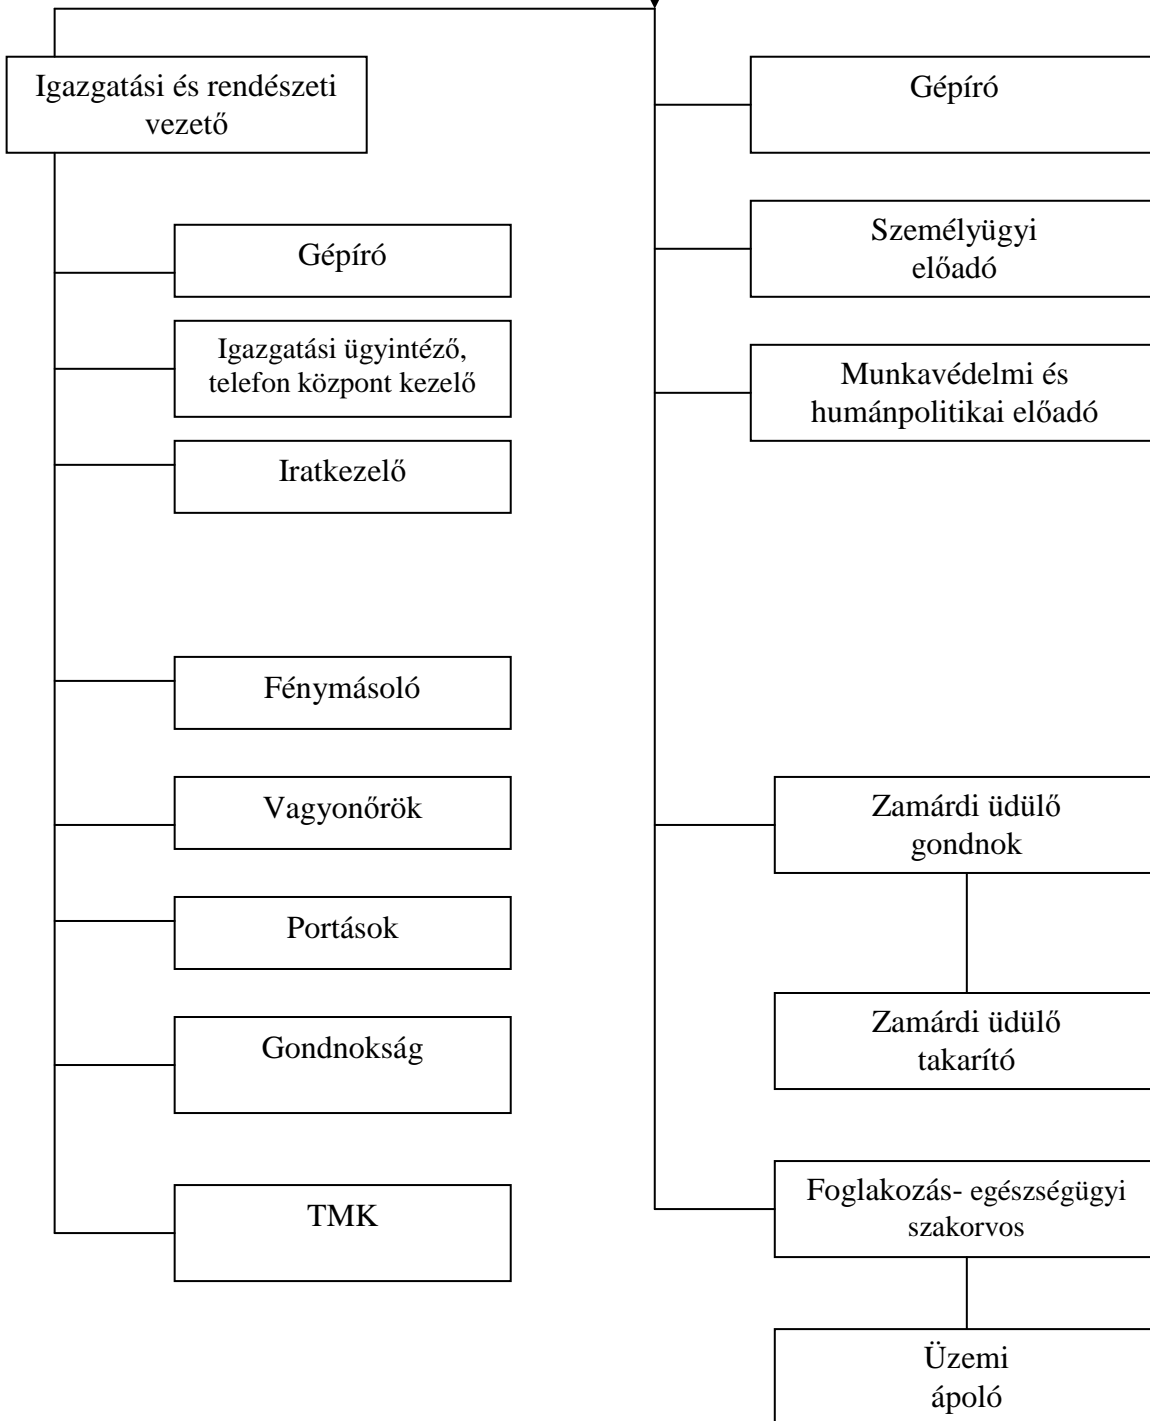 Igazgatási és rendészeti
vezető
Gépíró
Igazgatási ügyintéző,
telefon központ kezelő
Iratkezelő
Fénymásoló
Vagyonőrök
Portások
Gondnokság
TMK
Gépíró
Személyügyi
előadó
Munkavédelmi és
humánpolitikai előadó
Zamárdi üdülő
gondnok
Zamárdi üdülő
takarító
Foglakozás- egészségügyi
szakorvos
Üzemi
ápoló